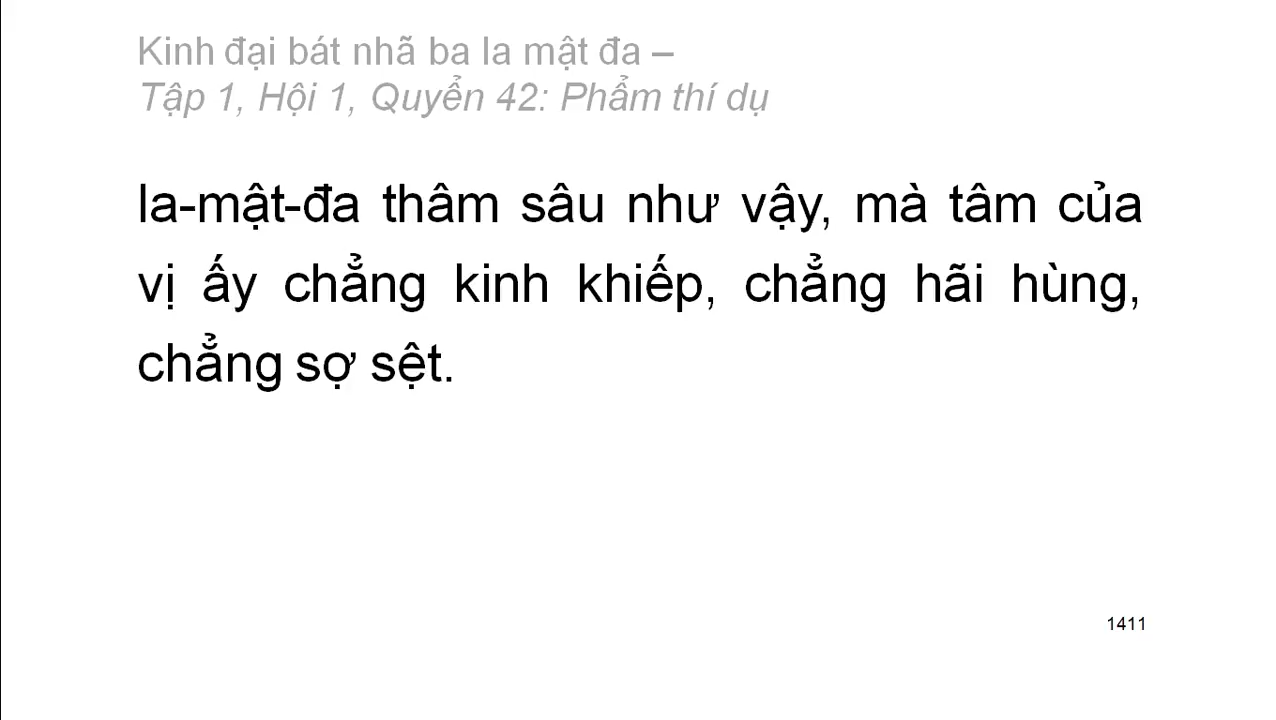 Kinh đại bát nhã ba la mật đa –
Tập 1, Hội 1, Quyển 42: Phẩm thí dụ
la-mật-đa thâm sâu như vậy, mà tâm của
vị ấy chẳng kinh khiếp, chẳng hãi hùng,
chẳng sợ sệt.
1411